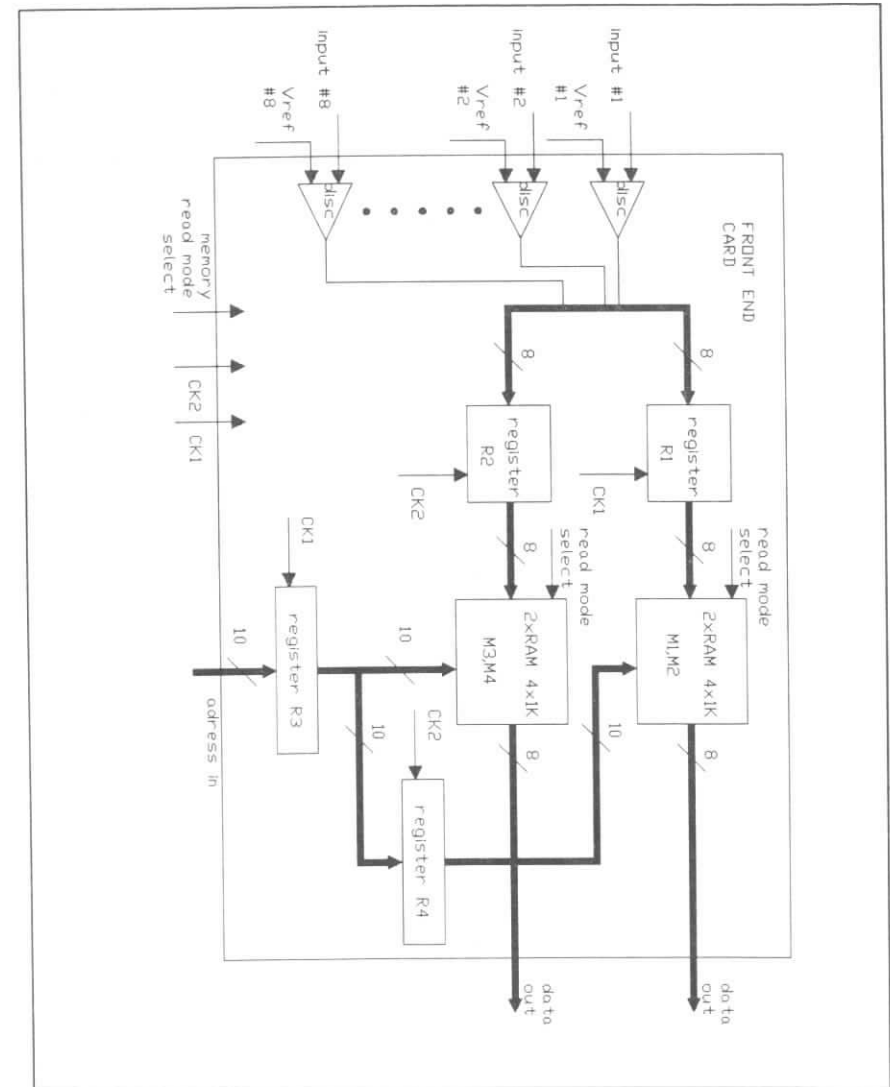 input #1
Vref
#1
input #2
Vref
#2
input #8
Vref
#8
disc
disc
disc
FRONT END
CARD
8
register
R1
CK1
8
read mode
select
2xRAM 4x1K
M1,M2
8
data
out
8
register
R2
CK2
8
read mode
select
2xRAM 4x1K
M3,M4
8
data
out
10
10
10
CK2
register R4
CK1
register R3
10
adress in
memory
read mode
select
CK2
CK1